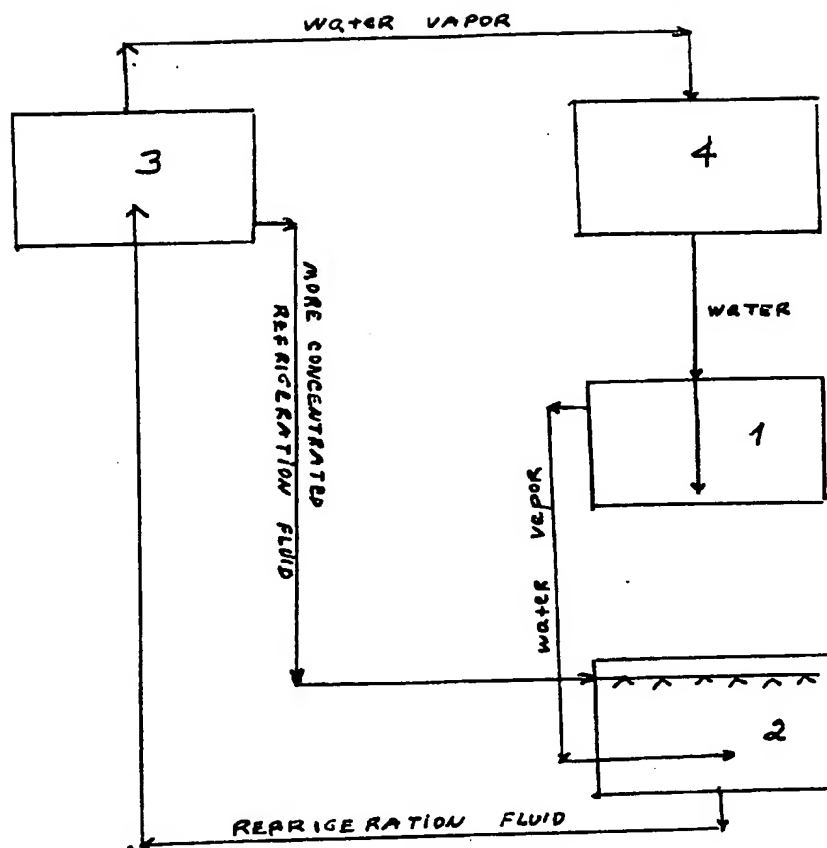 WateR VAPOR
3
4
MORE CONCENTRATED
REFRIGERATION FLUID
WaTER
1
water vapor
2
REFRIGERATION FLUID